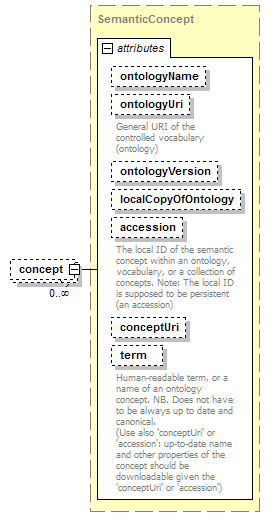 SemanticConcept
attributes
ontologyName
ontologyUri
General URI of the
controlled vocabulary
(ontology)
ontologyVersion
localCopyOfOntology
accession
The local ID of the semantic
concept within an ontology,
vocabulary, or a collection of
concepts. Note: The local ID
is supposed to be persistent
(an accession)
concept
0..∞
conceptUri
term
Human-readable term, or a
name of an ontology
concept. NB. Does not have
to be always up to date and
canonical.
(Use also 'conceptUri' or
'accession': up-to-date name
and other properties of the
concept should be
downloadable given the
'conceptUri' or 'accession')